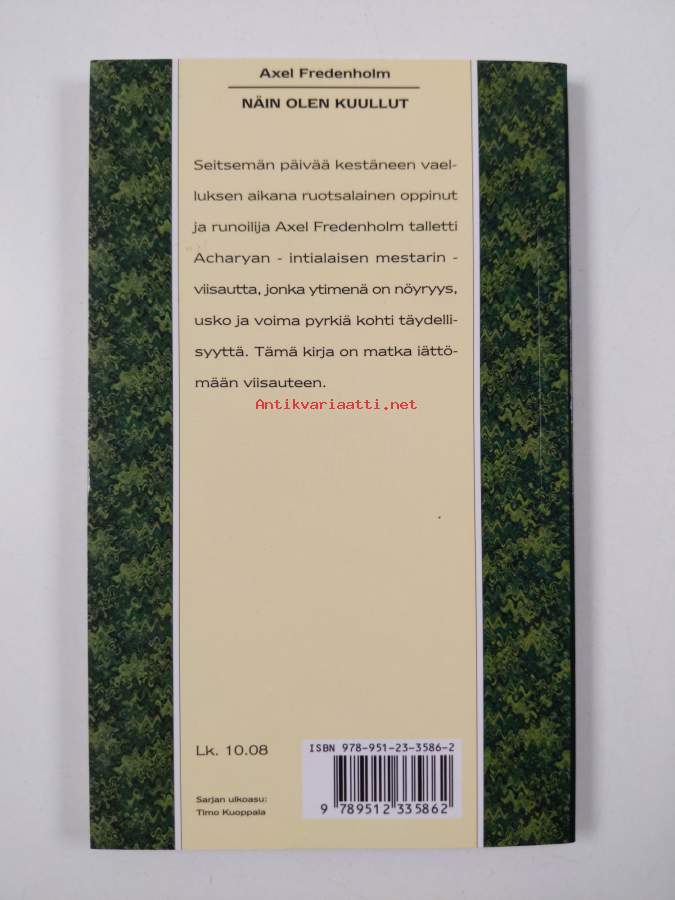 Axel Fredenholm
NÄIN OLEN KUULLUT
Seitsemän päivää kestäneen vael-
luksen aikana ruotsalainen oppinut
ja runoilija Axel Fredenholm talletti
Acharyan - intialaisen mestarin -
viisautta, jonka ytimenä on nöyryys,
usko ja voima pyrkiä kohti täydelli-
syyttä. Tämä kirja on matka iättö-
mään viisauteen.
Antikvariaatti.net
Lk. 10.08
ISBN 978-951-23-3586-2
9 789512 335862
Sarjan ulkoasu:
Timo Kuoppala